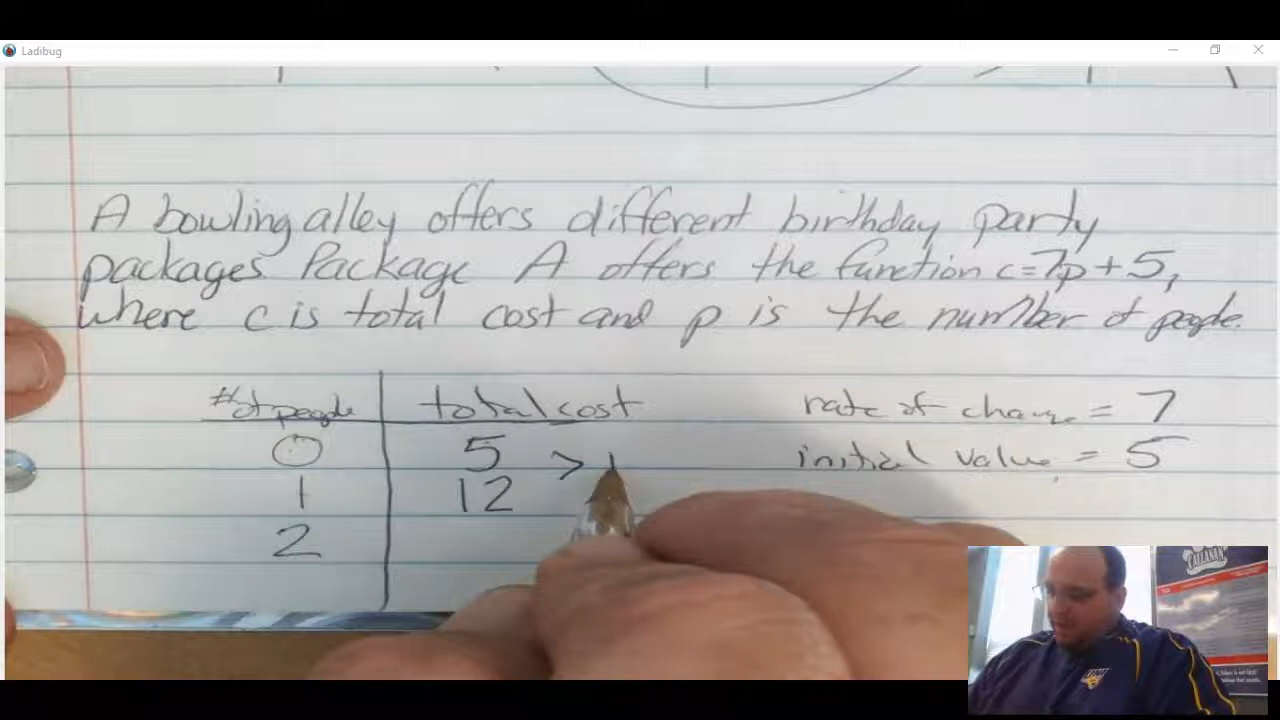 Ladibug
A bowling alley offers different birthday party
packages Package A offers the function c=7p+5,
where c is total cost and p is the number of people.
# of people total cost
0 5 >
1 12
2
rate of change = 7
initial value = 5
CALLANAN